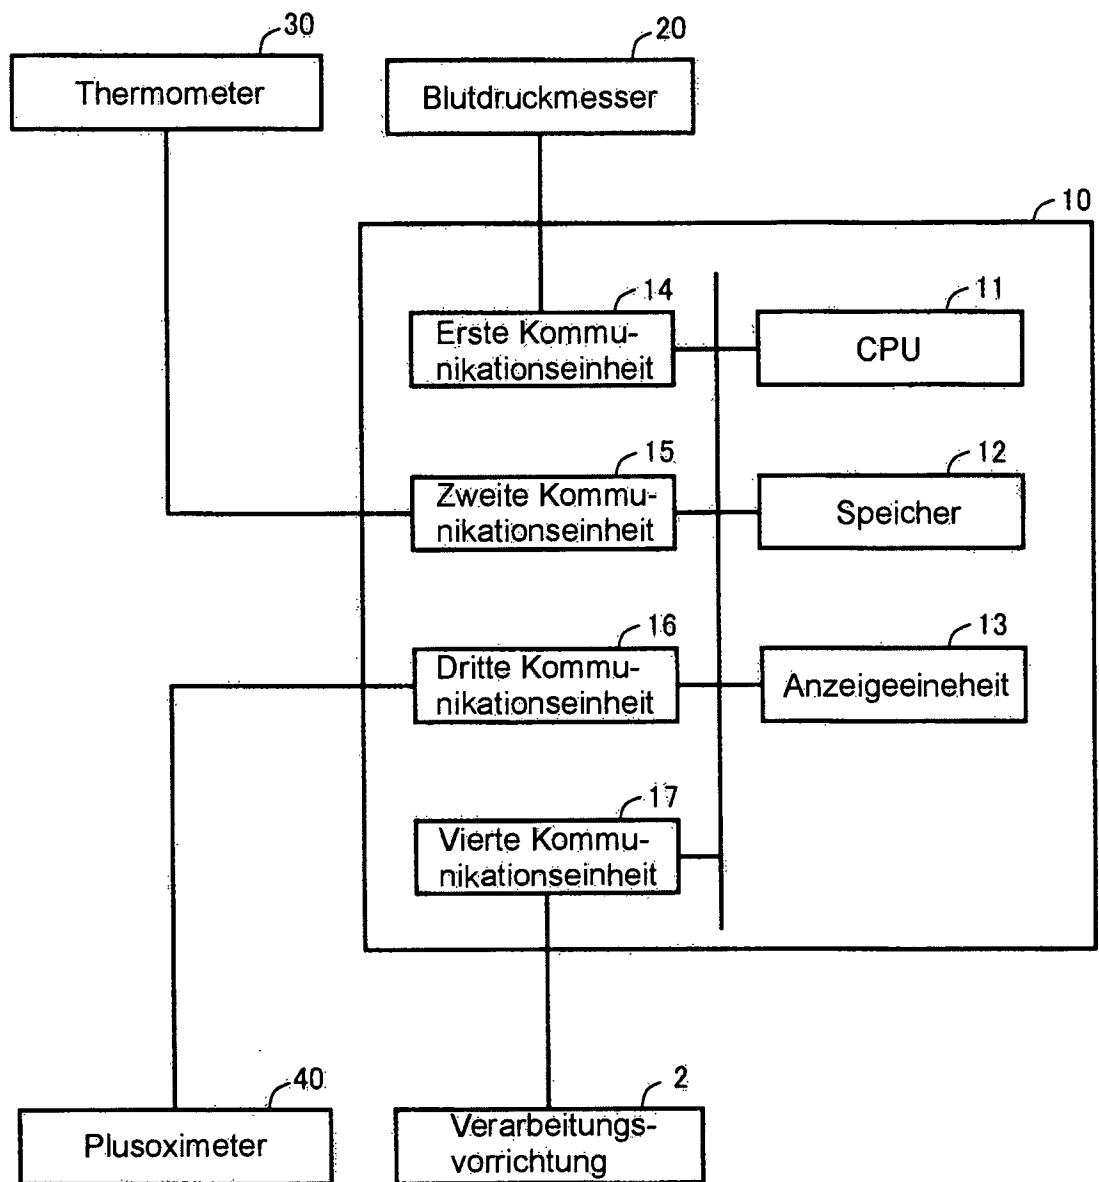 30
20
Thermometer
Blutdruckmesser
10
14
11
Erste Kommu-
nikationseinheit
CPU
15
12
Zweite Kommu-
nikationseinheit
Speicher
16
13
Dritte Kommu-
nikationseinheit
Anzeigeeineheit
17
Vierte Kommu-
nikationseinheit
40
2
Plusoximeter
Verarbeitungs-
vorrichtung